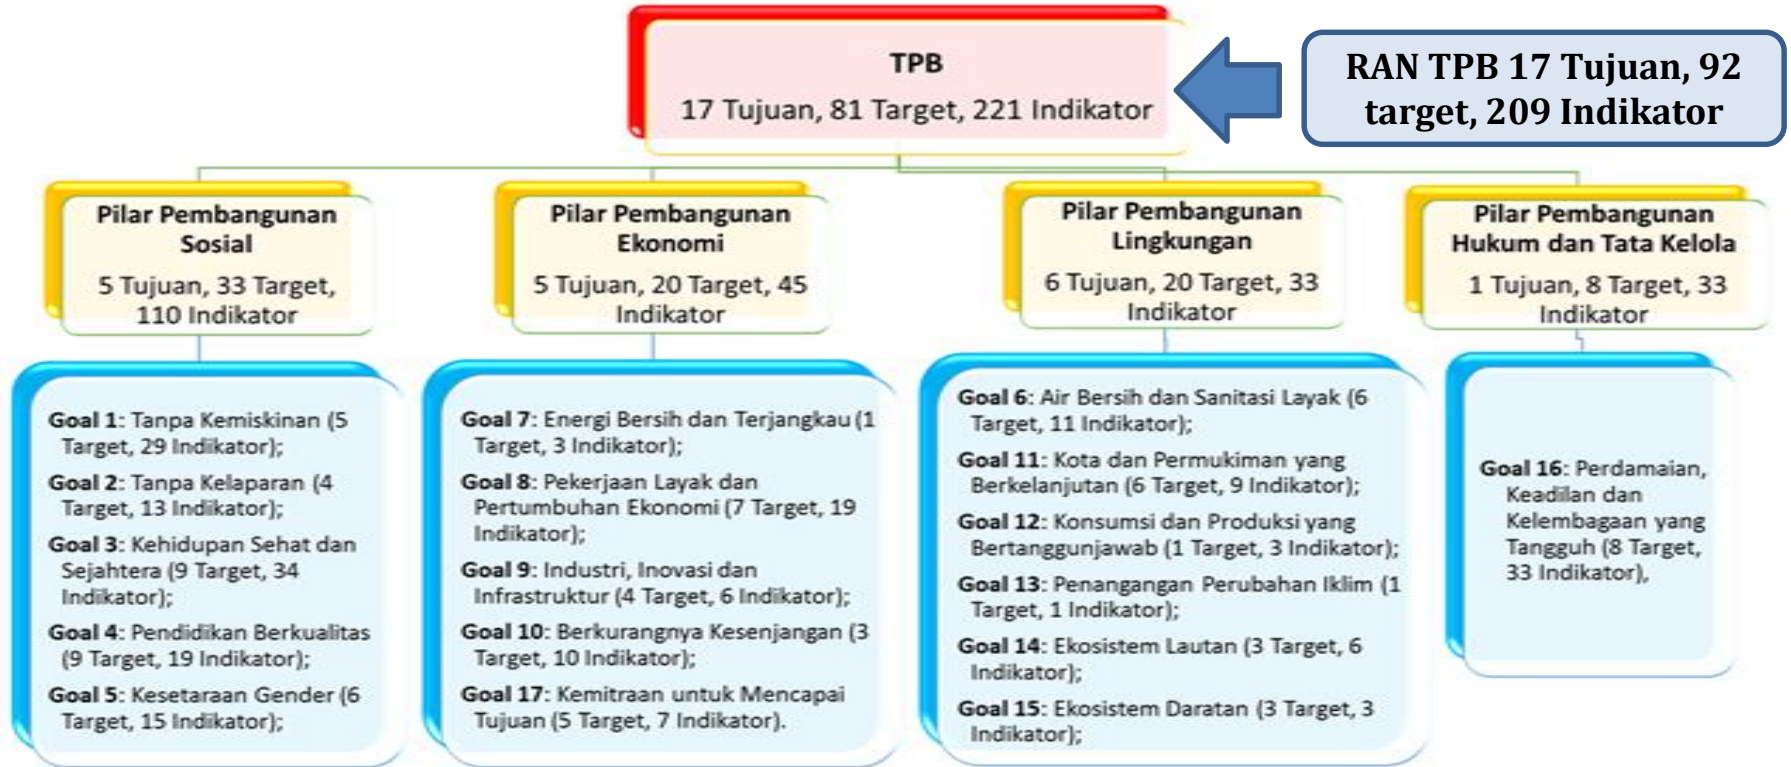 TPB
17 Tujuan, 81 Target, 221 Indikator
RAN TPB 17 Tujuan, 92
target, 209 Indikator
Pilar Pembangunan
Sosial
5 Tujuan, 33 Target,
110 Indikator
Pilar Pembangunan
Ekonomi
5 Tujuan, 20 Target, 45
Indikator
Pilar Pembangunan
Lingkungan
6 Tujuan, 20 Target, 33
Indikator
Pilar Pembangunan
Hukum dan Tata Kelola
1 Tujuan, 8 Target, 33
Indikator
Goal 1: Tanpa Kemiskinan (5
Target, 29 Indikator);
Goal 2: Tanpa Kelaparan (4
Target, 13 Indikator);
Goal 3: Kehidupan Sehat dan
Sejahtera (9 Target, 34
Indikator);
Goal 4: Pendidikan Berkualitas
(9 Target, 19 Indikator);
Goal 5: Kesetaraan Gender (6
Target, 15 Indikator);
Goal 7: Energi Bersih dan Terjangkau (1
Target, 3 Indikator);
Goal 8: Pekerjaan Layak dan
Pertumbuhan Ekonomi (7 Target, 19
Indikator);
Goal 9: Industri, Inovasi dan
Infrastruktur (4 Target, 6 Indikator);
Goal 10: Berkurangnya Kesenjangan (3
Target, 10 Indikator);
Goal 17: Kemitraan untuk Mencapai
Tujuan (5 Target, 7 Indikator).
Goal 6: Air Bersih dan Sanitasi Layak (6
Target, 11 Indikator);
Goal 11: Kota dan Permukiman yang
Berkelanjutan (6 Target, 9 Indikator);
Goal 12: Konsumsi dan Produksi yang
Bertanggunjawab (1 Target, 3 Indikator);
Goal 13: Penangangan Perubahan Iklim (1
Target, 1 Indikator);
Goal 14: Ekosistem Lautan (3 Target, 6
Indikator);
Goal 15: Ekosistem Daratan (3 Target, 3
Indikator);
Goal 16: Perdamaian,
Keadilan dan
Kelembagaan yang
Tangguh (8 Target,
33 Indikator),